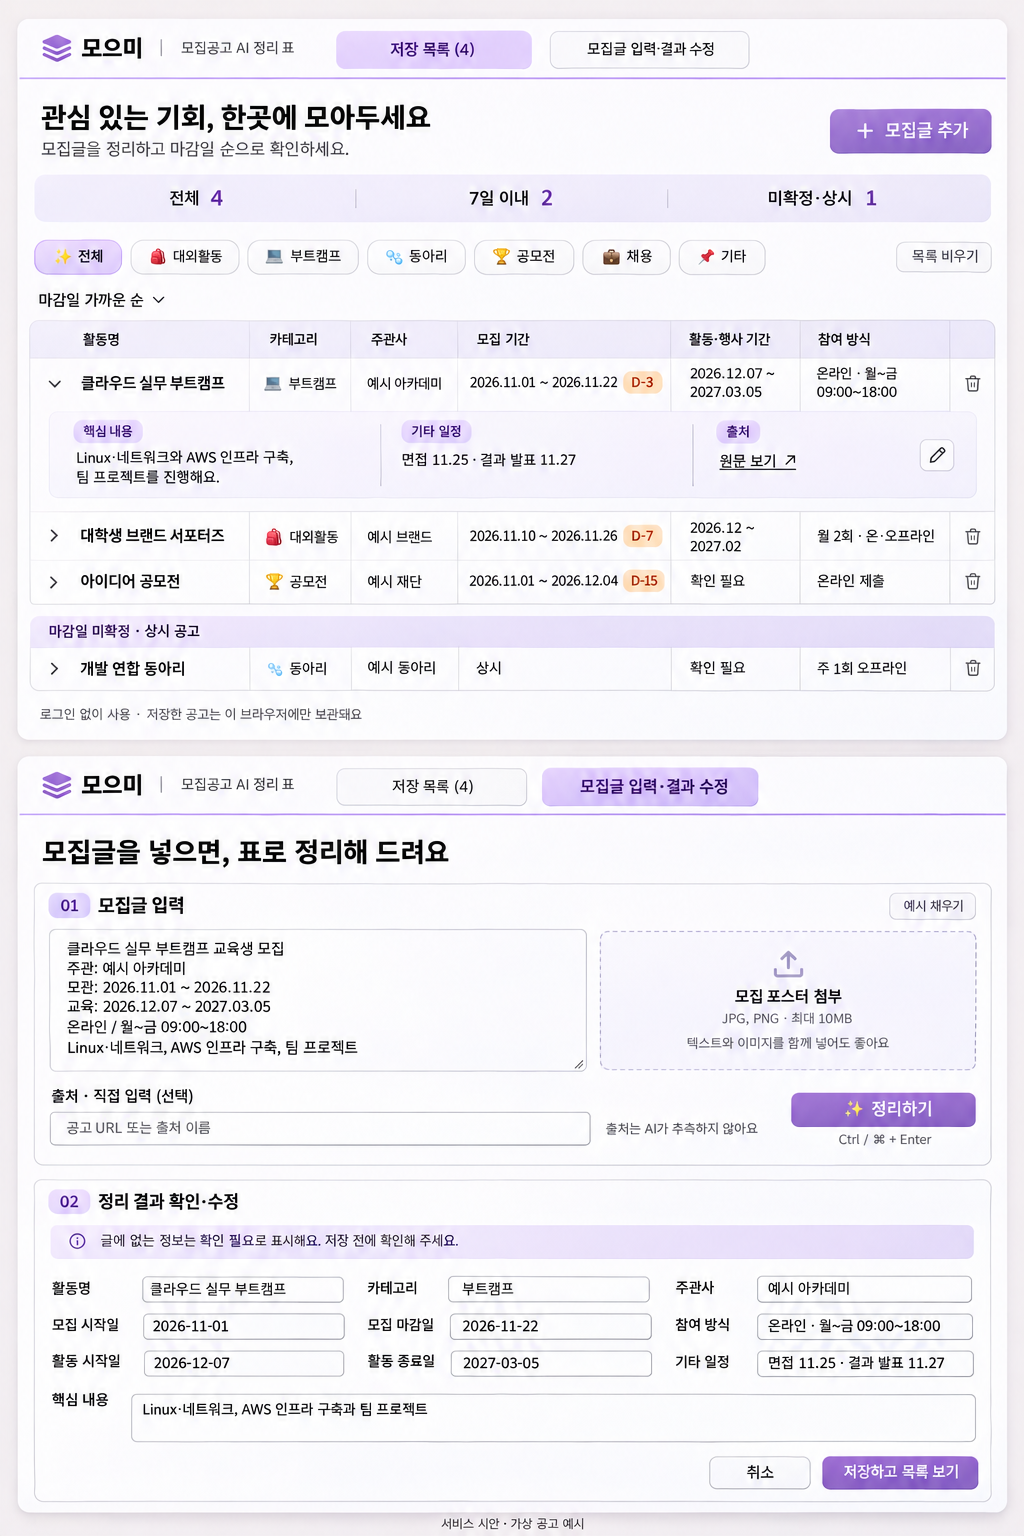 모으미 | 모집공고 AI 정리 표 저장 목록 (4) 모집글 입력·결과 수정
관심 있는 기회, 한곳에 모아두세요
모집글을 정리하고 마감일 순으로 확인하세요.
+ 모집글 추가
전체 4 7일 이내 2 미확정·상시 1
전체 대외활동 부트캠프 동아리 공모전 채용 기타 목록 비우기
마감일 가까운 순
활동명 카테고리 주관사 모집 기간 활동·행사 기간 참여 방식
클라우드 실무 부트캠프 부트캠프 예시 아카데미 2026.11.01 ~ 2026.11.22 D-3 2026.12.07 ~ 2027.03.05 온라인 · 월~금 09:00~18:00
핵심 내용
Linux·네트워크와 AWS 인프라 구축,
팀 프로젝트를 진행해요.
기타 일정
면접 11.25 · 결과 발표 11.27
출처
원문 보기 ↗
대학생 브랜드 서포터즈 대외활동 예시 브랜드 2026.11.10 ~ 2026.11.26 D-7 2026.12 ~ 2027.02 월 2회 · 온·오프라인
아이디어 공모전 공모전 예시 재단 2026.11.01 ~ 2026.12.04 D-15 확인 필요 온라인 제출
마감일 미확정 · 상시 공고
개발 연합 동아리 동아리 예시 동아리 상시 확인 필요 주 1회 오프라인
로그인 없이 사용 · 저장한 공고는 이 브라우저에만 보관돼요
모으미 | 모집공고 AI 정리 표 저장 목록 (4) 모집글 입력·결과 수정
모집글을 넣으면, 표로 정리해 드려요
01 모집글 입력 예시 채우기
클라우드 실무 부트캠프 교육생 모집
주관: 예시 아카데미
모관: 2026.11.01 ~ 2026.11.22
교육: 2026.12.07 ~ 2027.03.05
온라인 / 월~금 09:00~18:00
Linux·네트워크, AWS 인프라 구축, 팀 프로젝트
모집 포스터 첨부
JPG, PNG · 최대 10MB
텍스트와 이미지를 함께 넣어도 좋아요
출처 · 직접 입력 (선택)
공고 URL 또는 출처 이름
출처는 AI가 추측하지 않아요
정리하기
Ctrl / ⌘ + Enter
02 정리 결과 확인·수정
글에 없는 정보는 확인 필요로 표시해요. 저장 전에 확인해 주세요.
활동명 클라우드 실무 부트캠프 카테고리 부트캠프 주관사 예시 아카데미
모집 시작일 2026-11-01 모집 마감일 2026-11-22 참여 방식 온라인 · 월~금 09:00~18:00
활동 시작일 2026-12-07 활동 종료일 2027-03-05 기타 일정 면접 11.25 · 결과 발표 11.27
핵심 내용 Linux·네트워크, AWS 인프라 구축과 팀 프로젝트
취소 저장하고 목록 보기
서비스 시안 · 가상 공고 예시